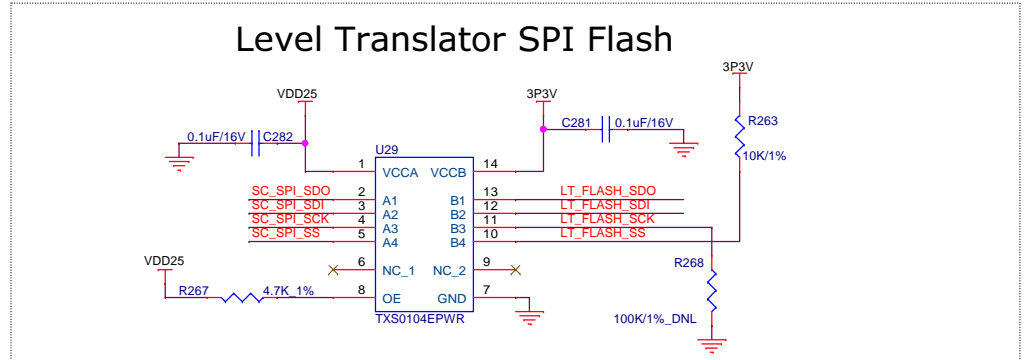 Level Translator SPI Flash
3P3V
VDD25
3P3V
C281
0.1uF/16V
R263
0.1uF/16V
C282
10K/1%
U29
1
VCCA
VCCB
14
SC_SPI_SDO
2
A1
B1
13
LT_FLASH_SDO
SC_SPI_SDI
3
A2
B2
12
LT_FLASH_SDI
SC_SPI_SCK
4
A3
B3
11
LT_FLASH_SCK
SC_SPI_SS
5
A4
B4
10
LT_FLASH_SS
VDD25
6
NC_1
NC_2
9
R268
R267
4.7K_1%
8
OE
GND
7
TXS0104EPWR
100K/1%_DNL